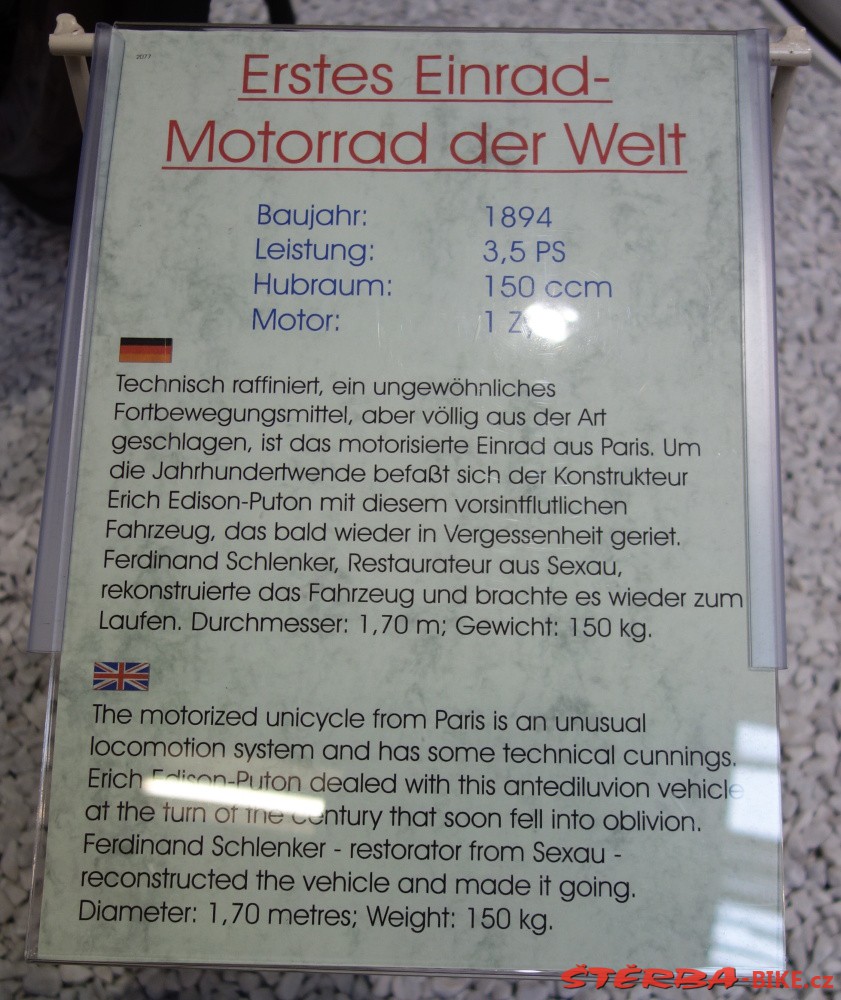 2077
Erstes Einrad-
Motorrad der Welt
Baujahr: 1894
Leistung: 3,5 PS
Hubraum: 150 ccm
Motor: 1
Technisch raffiniert, ein ungewöhnliches
Fortbewegungsmittel, aber völlig aus der Art
geschlagen, ist das motorisierte Einrad aus Paris. Um
die Jahrhundertwende befaßt sich der Konstrukteur
Erich Edison-Puton mit diesem vorsintflutlichen
Fahrzeug, das bald wieder in Vergessenheit geriet.
Ferdinand Schlenker, Restaurateur aus Sexau,
rekonstruierte das Fahrzeug und brachte es wieder zum
Laufen. Durchmesser: 1,70 m; Gewicht: 150 kg.
The motorized unicycle from Paris is an unusual
locomotion system and has some technical cunnings.
Erich Edison-Puton dealed with this antediluvion vehicle
at the turn of the century that soon fell into oblivion.
Ferdinand Schlenker - restorator from Sexau -
reconstructed the vehicle and made it going.
Diameter: 1,70 metres; Weight: 150 kg.
ŠTĚRBA-BIKE.cz